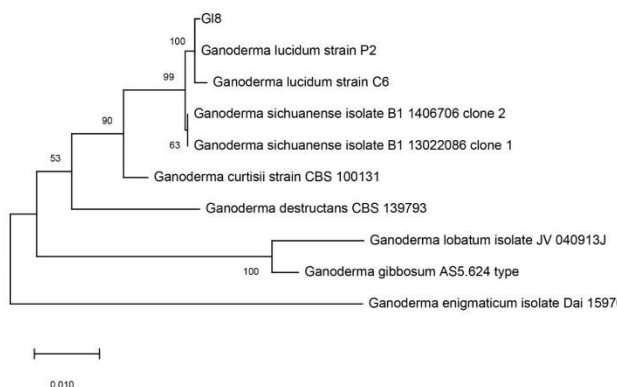 Gl8
100
Ganoderma lucidum strain P2
99
Ganoderma lucidum strain C6
Ganoderma sichuanense isolate B1 1406706 clone 2
90
63
Ganoderma sichuanense isolate B1 13022086 clone 1
53
Ganoderma curtisii strain CBS 100131
Ganoderma destructans CBS 139793
Ganoderma lobatum isolate JV 040913J
100
Ganoderma gibbosum AS5.624 type
Ganoderma enigmaticum isolate Dai
0.010